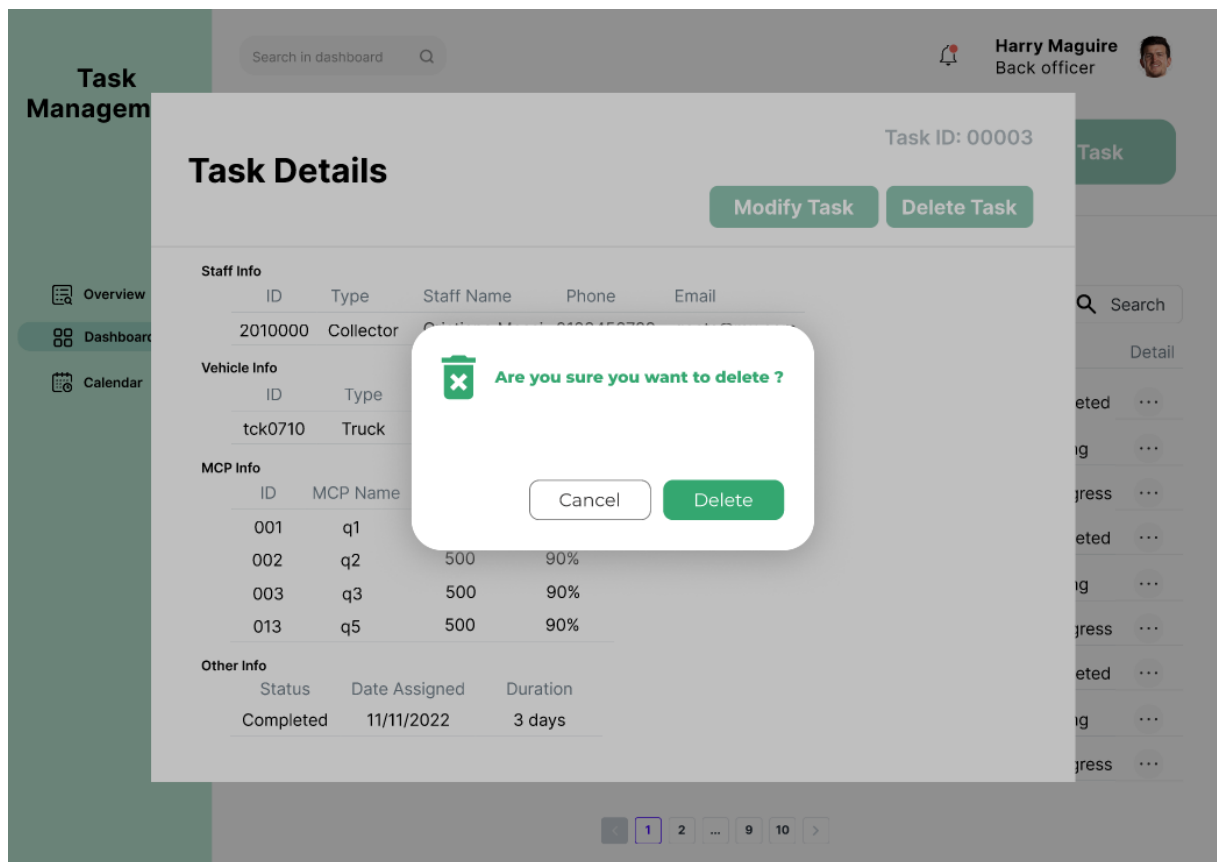 Task
Managem
Search in dashboard
Harry Maguire
Back officer
Task
Task ID: 00003
Task Details
Modify Task
Delete Task
Overview
Dashboard
Calendar
Staff Info
ID Type Staff Name Phone Email
2010000 Collector
Vehicle Info
ID Type
tck0710 Truck
MCP Info
ID MCP Name
001 q1
002 q2 500 90%
003 q3 500 90%
013 q5 500 90%
Other Info
Status Date Assigned Duration
Completed 11/11/2022 3 days
Are you sure you want to delete ?
Cancel
Delete
Search
Detail
eted ...
ng ...
gress ...
eted ...
ng ...
gress ...
eted ...
ng ...
gress ...
< 1 2 ... 9 10 >